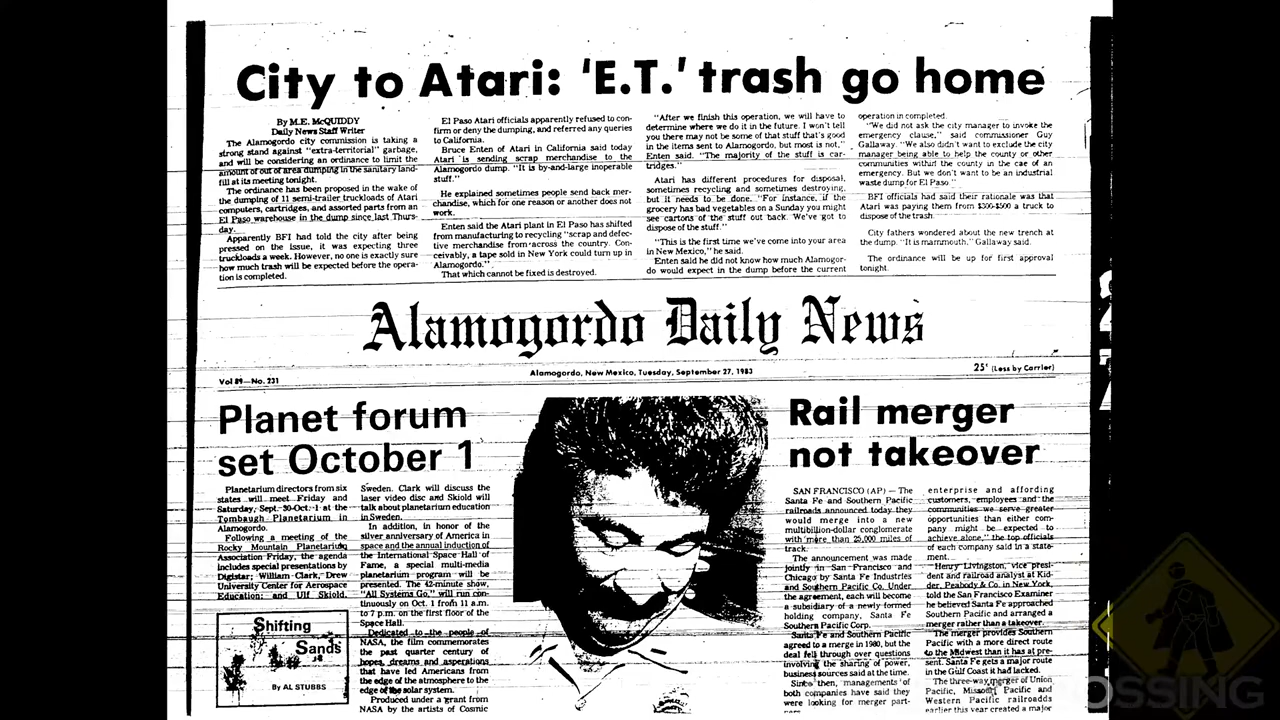 City to Atari: 'E.T.' trash go home
By M.E. McQUIDDY
Daily News Staff Writer
The Alamogordo city commission is taking a
strong stand against "extra-territorial" garbage,
and will be considering an ordinance to limit the
amount of out of area dumping in the sanitary land-
fill at its meeting tonight.
The ordinance has been proposed in the wake of
the dumping of 11 semi-trailer truckloads of Atari
computers, cartridges, and assorted parts from an
El Paso warehouse in the dump since last Thurs-
day.
Apparently BFI had told the city after being
pressed on the issue, it was expecting three
truckloads a week. However, no one is exactly sure
how much trash will be expected before the opera-
tion is completed.
El Paso Atari officials apparently refused to con-
firm or deny the dumping, and referred any queries
to California.
Bruce Enten of Atari in California said today
Atari is sending scrap merchandise to the
Alamogordo dump. "It is by-and-large inoperable
stuff."
He explained sometimes people send back mer-
chandise, which for one reason or another does not
work.
Enten said the Atari plant in El Paso has shifted
from manufacturing to recycling "scrap and defec-
tive merchandise from across the country. Con-
ceivably, a tape sold in New York could turn up in
Alamogordo."
That which cannot be fixed is destroyed.
"After we finish this operation, we will have to
determine where we do it in the future. I won't tell
you there may not be some of that stuff that's good
in the items sent to Alamogordo, but most is not,"
Enten said. "The majority of the stuff is car-
tridges."
Atari has different procedures for disposal,
sometimes recycling and sometimes destroying,
but it needs to be done. "For instance, if the
grocery has bad vegetables on a Sunday you might
see cartons of the stuff out back. We've got to
dispose of the stuff."
"This is the first time we've come into your area
in New Mexico," he said.
Enten said he did not know how much Alamogor-
do would expect in the dump before the current
operation in completed.
"We did not ask the city manager to invoke the
emergency clause," said commissioner Guy
Gallaway. "We also didn't want to exclude the city
manager being able to help the county or other
communities within the county in the cae of an
emergency. But we don't want to be an industrial
waste dump for El Paso."
BFI officials had said their rationale was that
Atari was paying them from $300-$500 a truck to
dispose of the trash.
City fathers wondered about the new trench at
the dump. "It is mammouth," Gallaway said.
The ordinance will be up for first approval
tonight.
Alamogordo Daily News
Vol 89—No. 231
Alamogordo, New Mexico, Tuesday, September 27, 1983
25¢ (Less by Carrier)
Planet forum
set October 1
Planetarium directors from six
states will meet Friday and
Saturday, Sept. 30-Oct. 1 at the
Tombaugh Planetarium in
Alamogordo.
Following a meeting of the
Rocky Mountain Planetarium
Association Friday, the agenda
includes special presentations by
Digistar; William Clark, Drew
University Center for Aerospace
Education; and Ulf Skiold,
Sweden. Clark will discuss the
laser video disc and Skiold will
talk about planetarium education
in Sweden.
In addition, in honor of the
silver anniversary of America in
space and the annual induction of
the International Space Hall of
Fame, a special multi-media
planetarium program will be
presented. The 42-minute show,
"All Systems Go," will run con-
tinuously on Oct. 1 from 11 a.m.
to 7 p.m. on the first floor of the
Space Hall.
Dedicated to the people of
NASA, the film commemorates
the past quarter century of
hopes, dreams and asperations
that have led Americans from
the edge of the atmosphere to the
edge of the solar system.
Produced under a grant from
NASA by the artists of Cosmic
Shifting
Sands
By AL STUBBS
Rail merger
not takeover
SAN FRANCISCO (AP) — The
Santa Fe and Southern Pacific
railroads announced today they
would merge into a new
multibillion-dollar conglomerate
with more than 25,000 miles of
track.
The announcement was made
jointly in San Francisco and
Chicago by Santa Fe Industries
and Southern Pacific Co. Under
the agreement, each will become
a subsidiary of a newly formed
holding company, Santa Fe
Southern Pacific Corp.
Santa Fe and Southern Pacific
agreed to a merge in 1980, but the
deal fell through over questions
involving the sharing of power,
business sources said at the time.
Since then, managements of
both companies have said they
were looking for merger part-
ners.
enterprise and affording
customers, employees and the
communities we serve greater
opportunities than either com-
pany might be expected to
achieve alone," the top officials
of each company said in a state-
ment.
Henry Livingston, vice presi-
dent and railroad analyst at Kid-
der, Peabody & Co. in New York,
told the San Francisco Examiner
he believed Santa Fe approached
Southern Pacific and arranged a
merger rather than a takeover.
The merger provides Southern
Pacific with a more direct route
to the Midwest than it has at pre-
sent. Santa Fe gets a major route
in the Gulf Coast it had lacked.
The three-way merger of Union
Pacific, Missouri Pacific and
Western Pacific railroadds
earlier this year created a major
OSSING